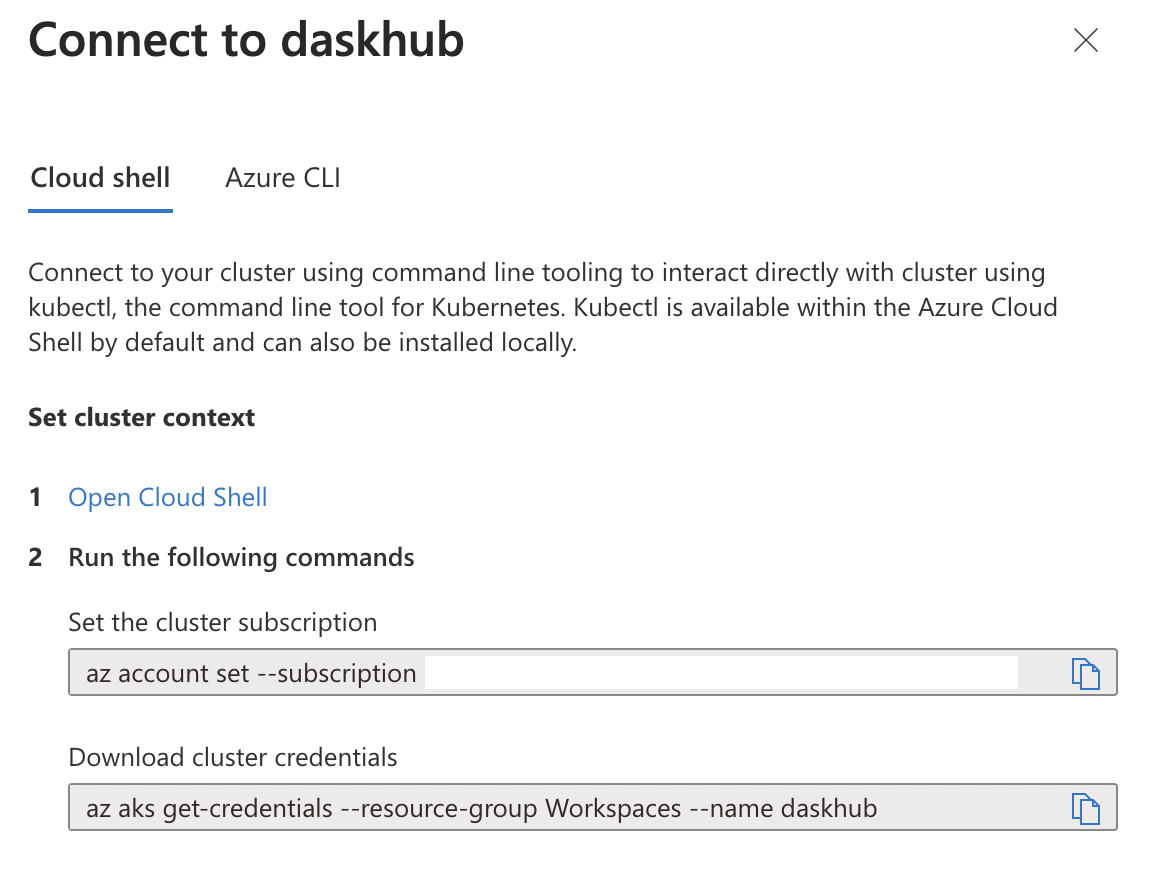 Connect to daskhub
Cloud shell Azure CLI
Connect to your cluster using command line tooling to interact directly with cluster using
kubectl, the command line tool for Kubernetes. Kubectl is available within the Azure Cloud
Shell by default and can also be installed locally.
Set cluster context
1 Open Cloud Shell
2 Run the following commands
Set the cluster subscription
az account set --subscription
Download cluster credentials
az aks get-credentials --resource-group Workspaces --name daskhub